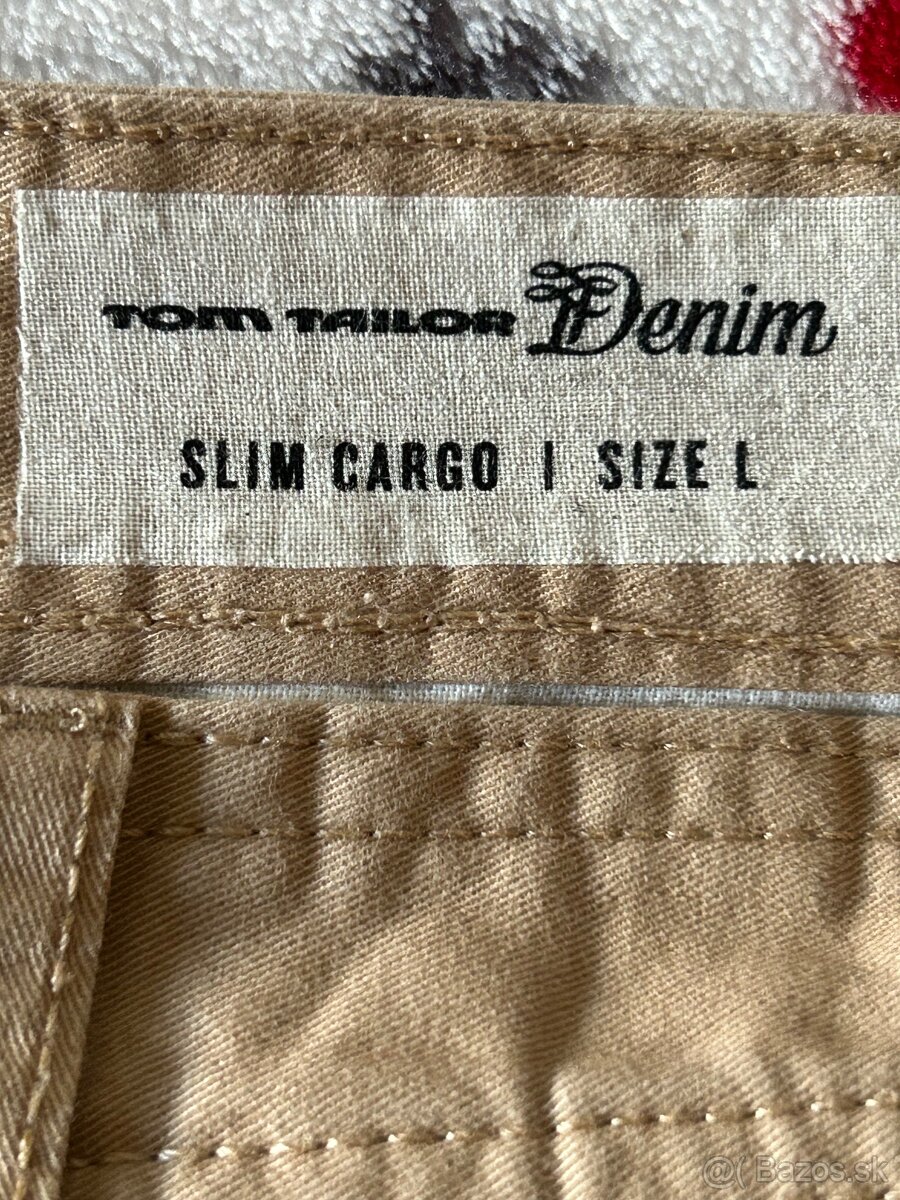 TOM TAILOR Denim
SLIM CARGO | SIZE L
@( Bazos.sk